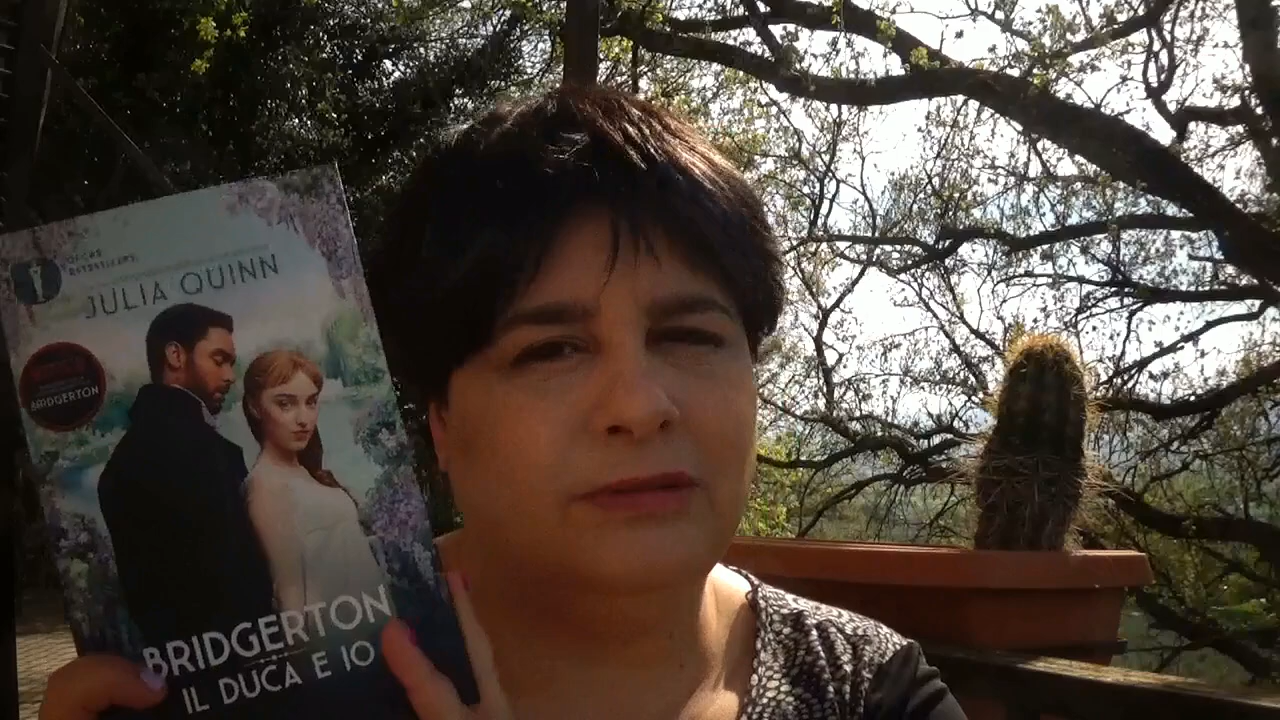 OSCAR
BESTSELLERS
JULIA QUINN
BRIDGERTON
BRIDGERTON
IL DUCA E IO